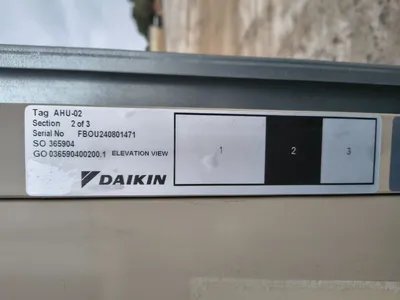 Tag AHU-02
Section 2 of 3
Serial No FBOU240801471
SO 365904
GO 036590400200.1 ELEVATION VIEW
DAIKIN
1 2 3